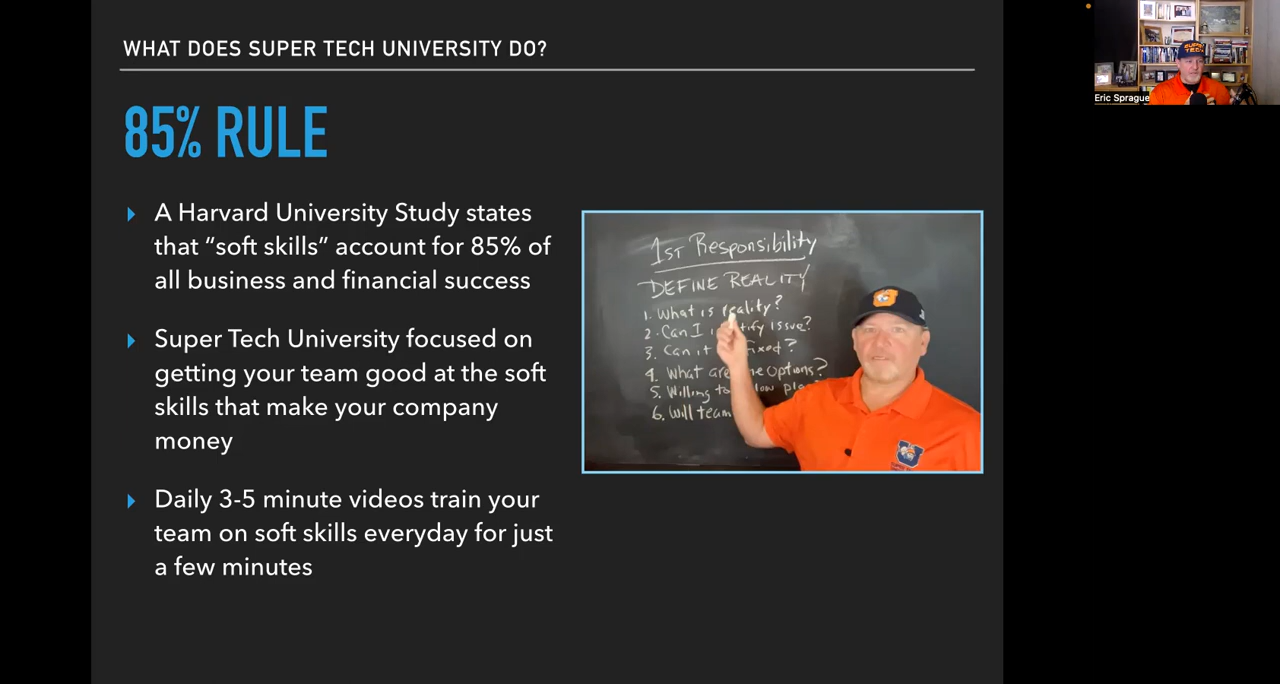 WHAT DOES SUPER TECH UNIVERSITY DO?
85% RULE
A Harvard University Study states
that “soft skills” account for 85% of
all business and financial success
Super Tech University focused on
getting your team good at the soft
skills that make your company
money
Daily 3-5 minute videos train your
team on soft skills everyday for just
a few minutes
1st Responsibility
DEFINE REALITY
1. What is reality?
2. Can I issue?
3. Can it fixed?
4. What are options?
5. Willing to
6. Will team
SUPER
TECH
Eric Sprague